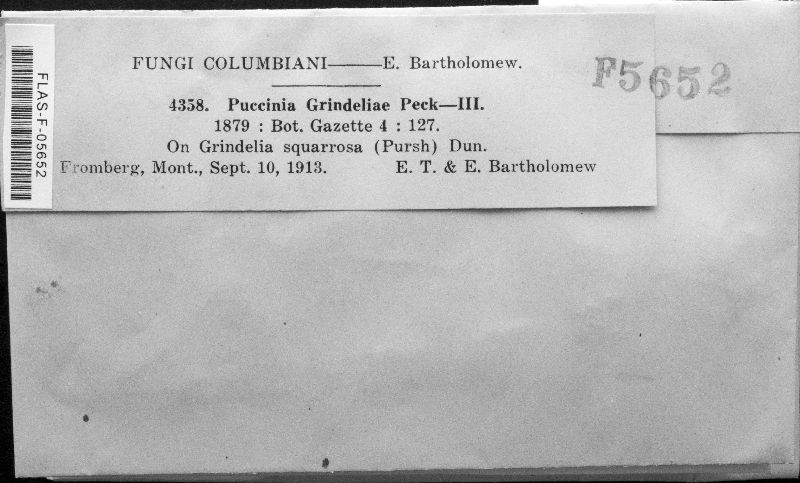 FUNGI COLUMBIANI———E. Bartholomew.
F5652
4358. Puccinia Grindeliae Peck—III.
1879 : Bot. Gazette 4 : 127.
On Grindelia squarrosa (Pursh) Dun.
Fromberg, Mont., Sept. 10, 1913. E. T. & E. Bartholomew
FLAS-F-05652